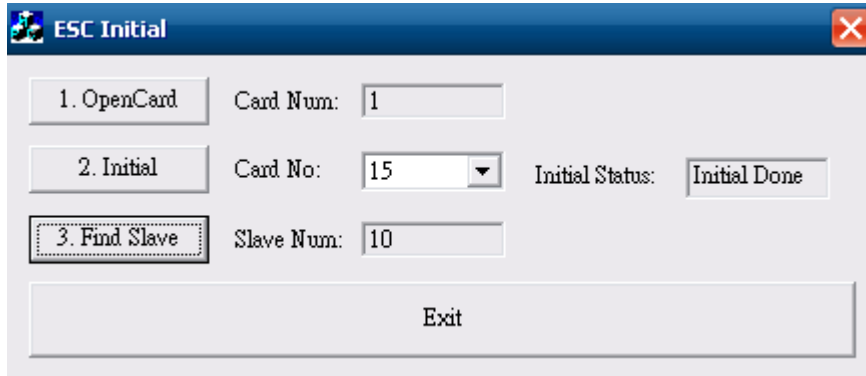 ESC Initial
1. OpenCard Card Num: 1
2. Initial Card No: 15 Initial Status: Initial Done
3. Find Slave Slave Num: 10
Exit